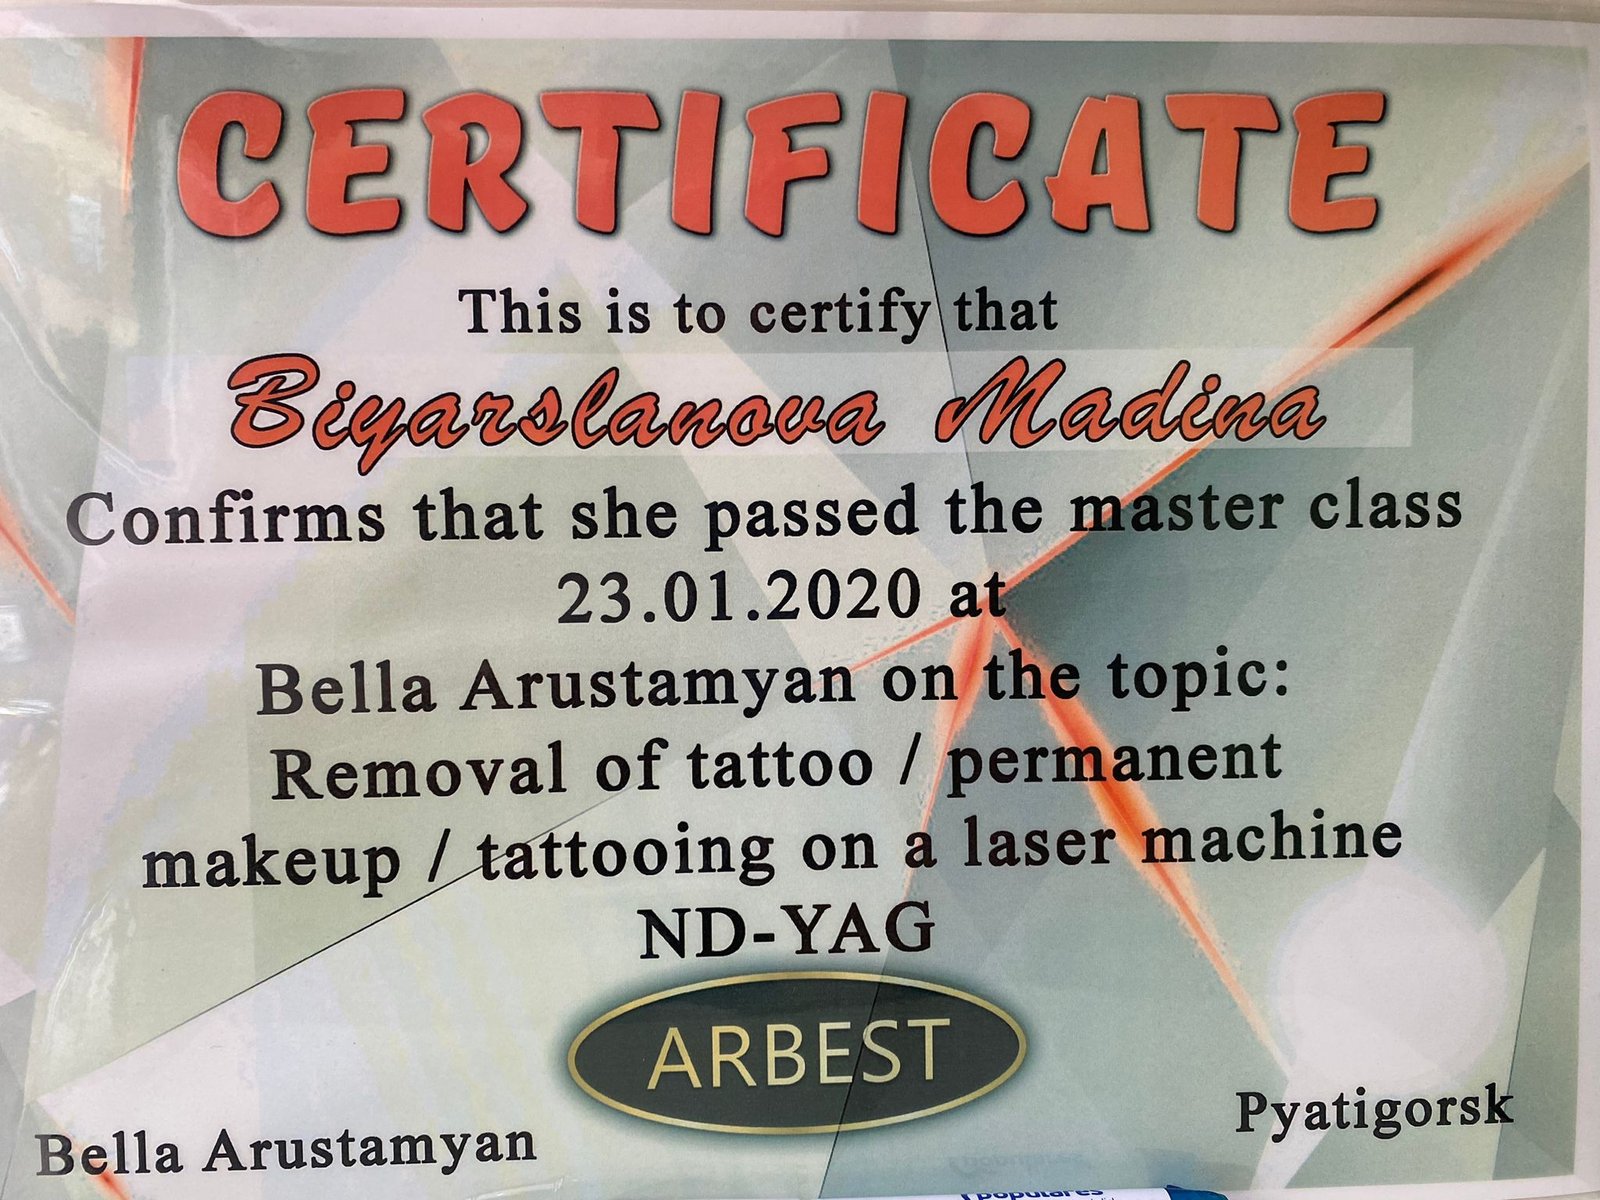 CERTIFICATE
This is to certify that
Biyarslanova Madina
Confirms that she passed the master class
23.01.2020 at
Bella Arustamyan on the topic:
Removal of tattoo / permanent
makeup / tattooing on a laser machine
ND-YAG
ARBEST
Pyatigorsk
Bella Arustamyan